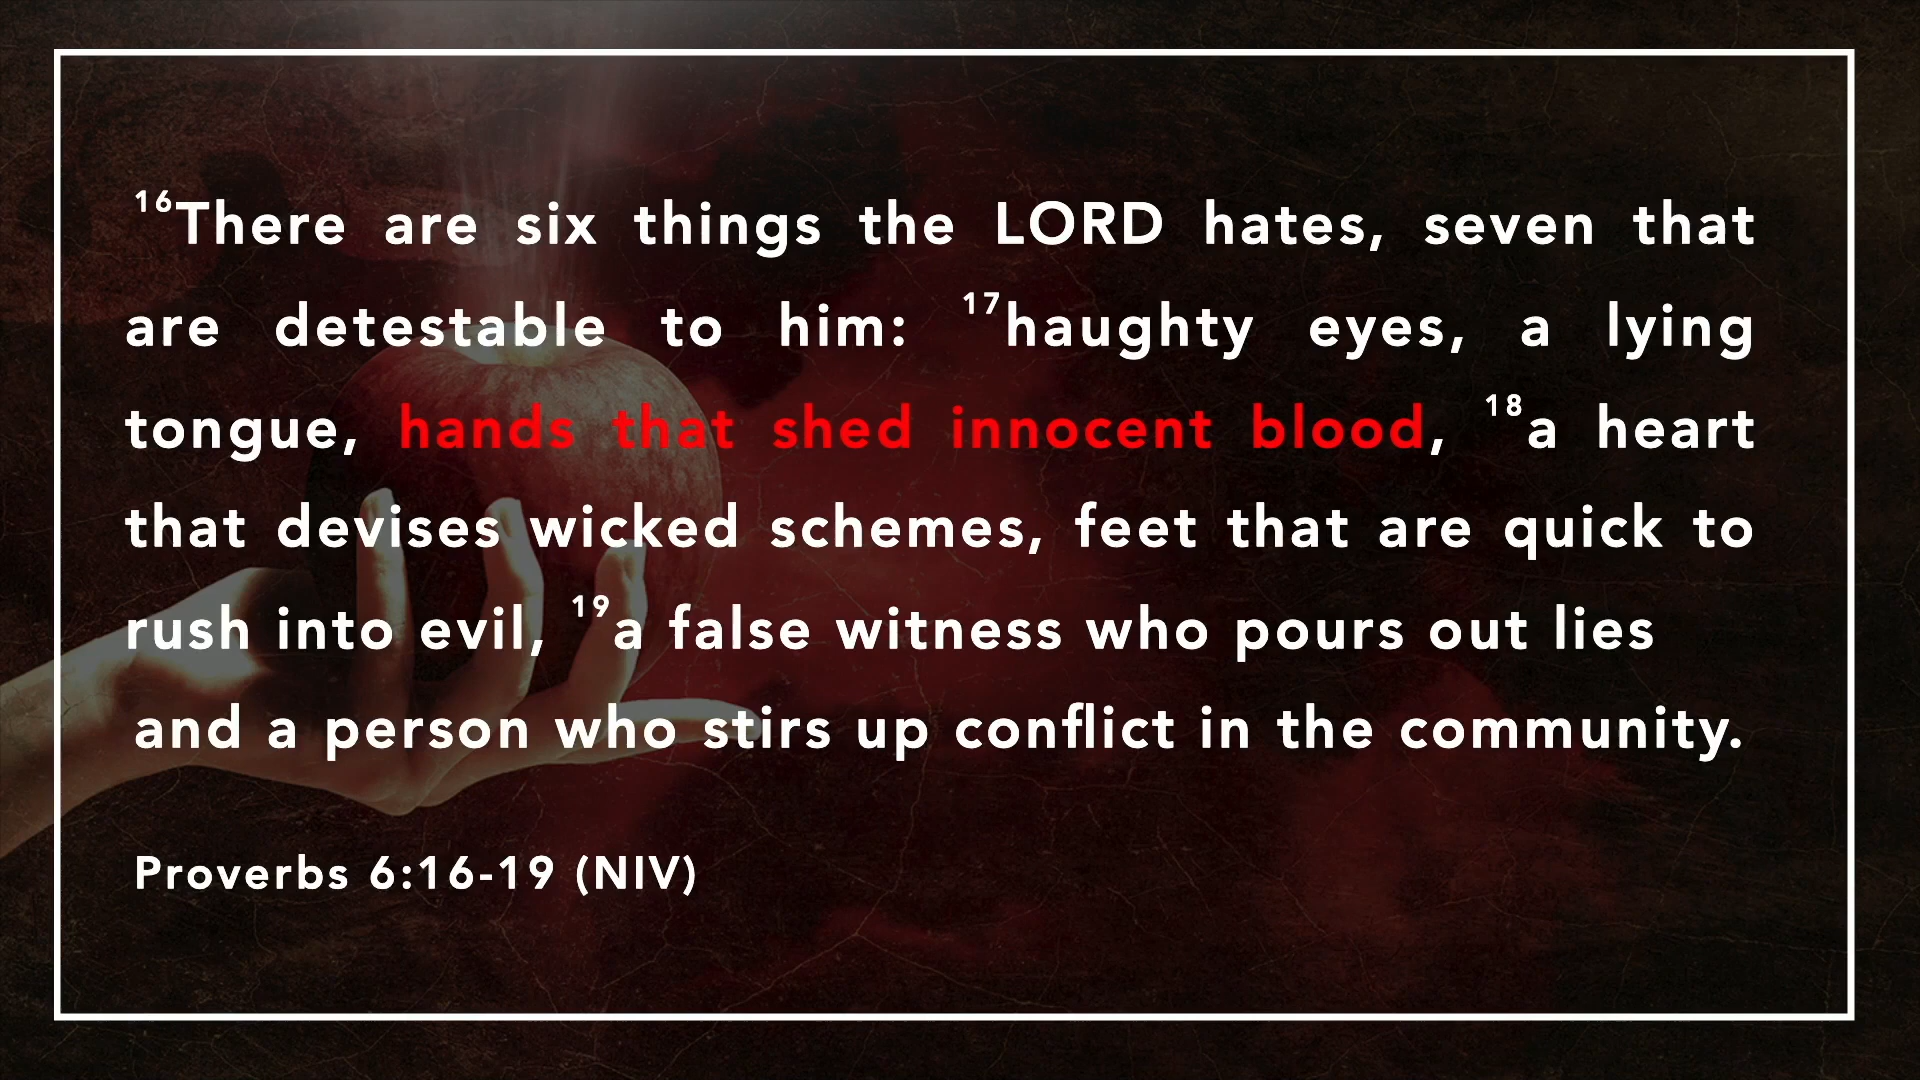 ¹⁶There are six things the LORD hates, seven that
are detestable to him: ¹⁷haughty eyes, a lying
tongue, hands that shed innocent blood, ¹⁸a heart
that devises wicked schemes, feet that are quick to
rush into evil, ¹⁹a false witness who pours out lies
and a person who stirs up conflict in the community.
Proverbs 6:16-19 (NIV)